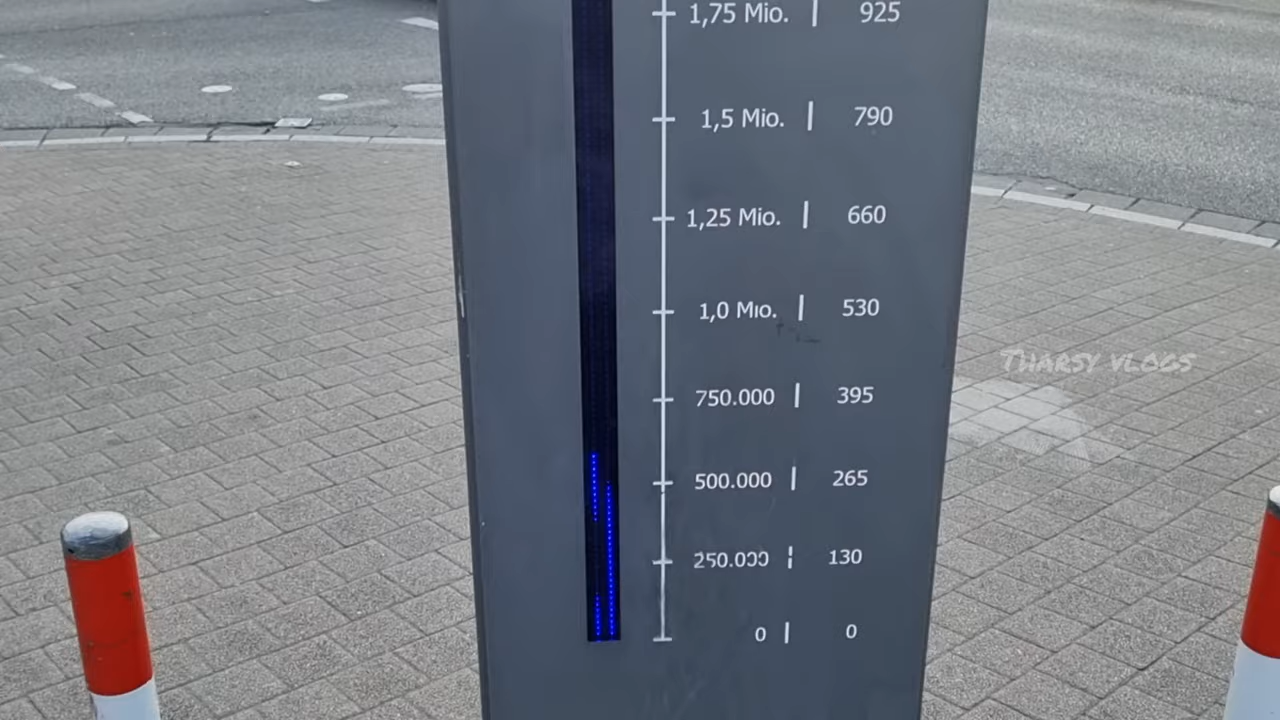 1,75 Mio. | 925
1,5 Mio. | 790
1,25 Mio. | 660
1,0 Mio. | 530
THARSY VLOGS
750.000 | 395
500.000 | 265
250.000 | 130
0 | 0